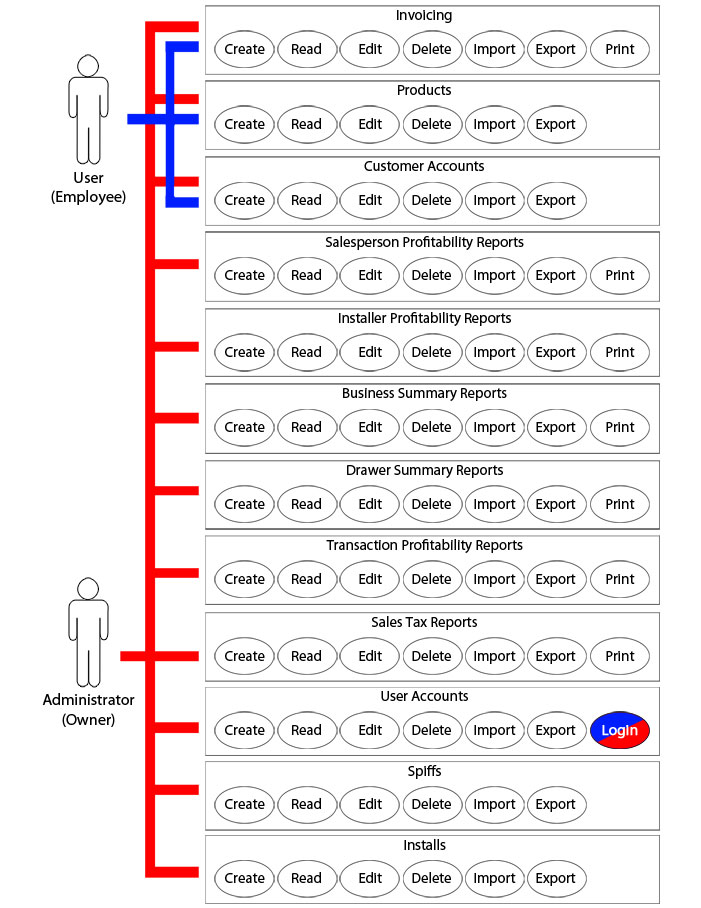 Invoicing
Create Read Edit Delete Import Export Print
Products
Create Read Edit Delete Import Export
User
(Employee)
Customer Accounts
Create Read Edit Delete Import Export
Salesperson Profitability Reports
Create Read Edit Delete Import Export Print
Installer Profitability Reports
Create Read Edit Delete Import Export Print
Business Summary Reports
Create Read Edit Delete Import Export Print
Drawer Summary Reports
Create Read Edit Delete Import Export Print
Transaction Profitability Reports
Create Read Edit Delete Import Export Print
Sales Tax Reports
Create Read Edit Delete Import Export Print
Administrator
(Owner)
User Accounts
Create Read Edit Delete Import Export Login
Spiffs
Create Read Edit Delete Import Export
Installs
Create Read Edit Delete Import Export